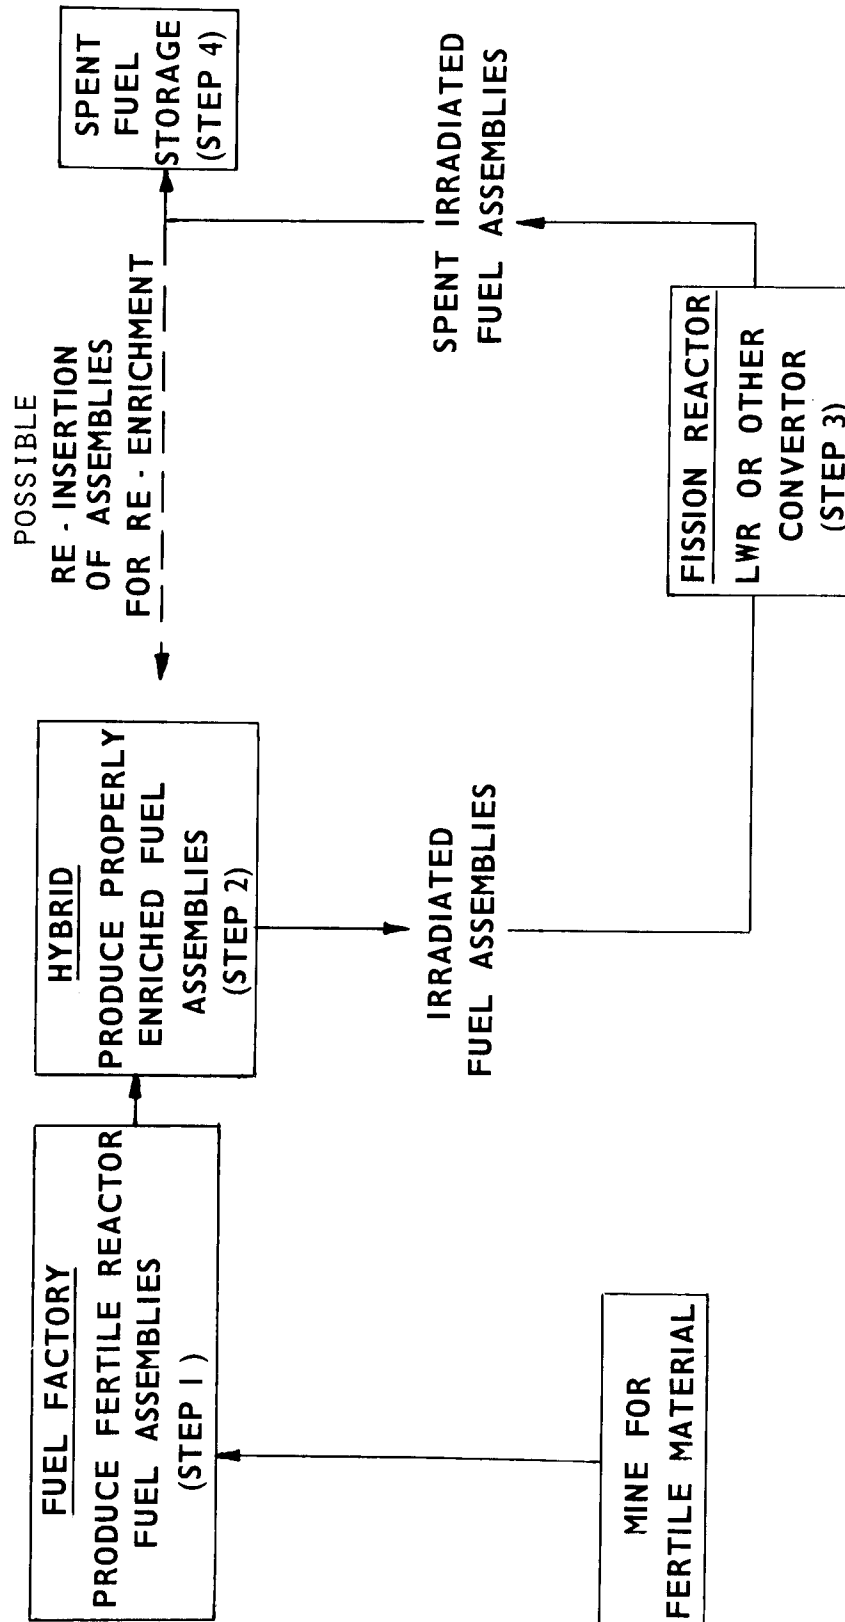 FUEL FACTORY
PRODUCE FERTILE REACTOR
FUEL ASSEMBLIES
(STEP 1)
HYBRID
PRODUCE PROPERLY
ENRICHED FUEL
ASSEMBLIES
(STEP 2)
POSSIBLE
RE - INSERTION
OF ASSEMBLIES
FOR RE - ENRICHMENT
SPENT
FUEL
STORAGE
(STEP 4)
IRRADIATED
FUEL ASSEMBLIES
SPENT IRRADIATED
FUEL ASSEMBLIES
MINE FOR
FERTILE MATERIAL
FISSION REACTOR
LWR OR OTHER
CONVERTOR
(STEP 3)